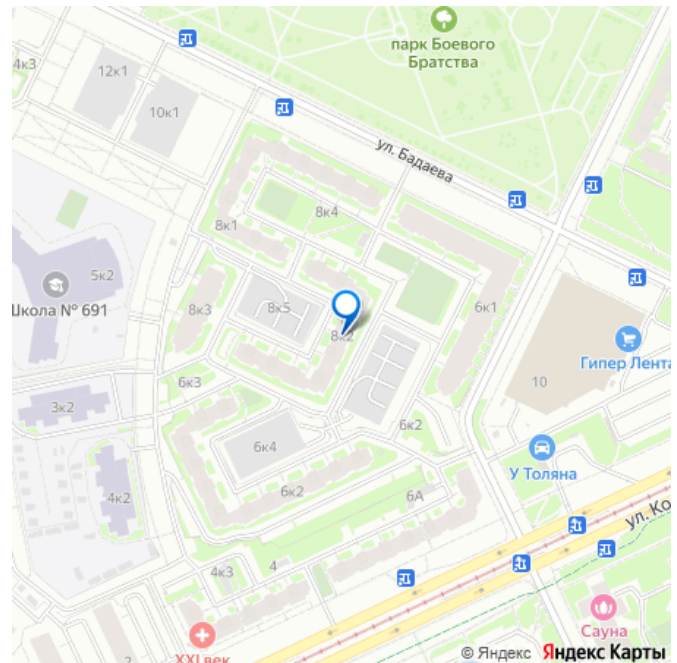 парк Боевого
Братства
4к3
12к1
10к1
ул. Бадаева
8к4
8к1
5к2
Школа № 691
8к3
8к5
8к2
6к1
Гипер Лента
10
6к3
3к2
6к2
6к4
У Толяна
4к2
6к2
6А
ул. Ко
4
4к3
XXI век
2
Сауна
© Яндекс Яндекс Карты